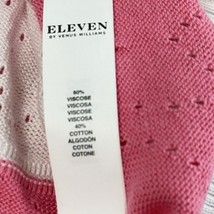 ELEVEN
BY VENUS WILLIAMS
60%
VISCOSE
VISCOSA
VISCOSE
VISCOSA
40%
COTTON
ALGODÓN
COTON
COTONE